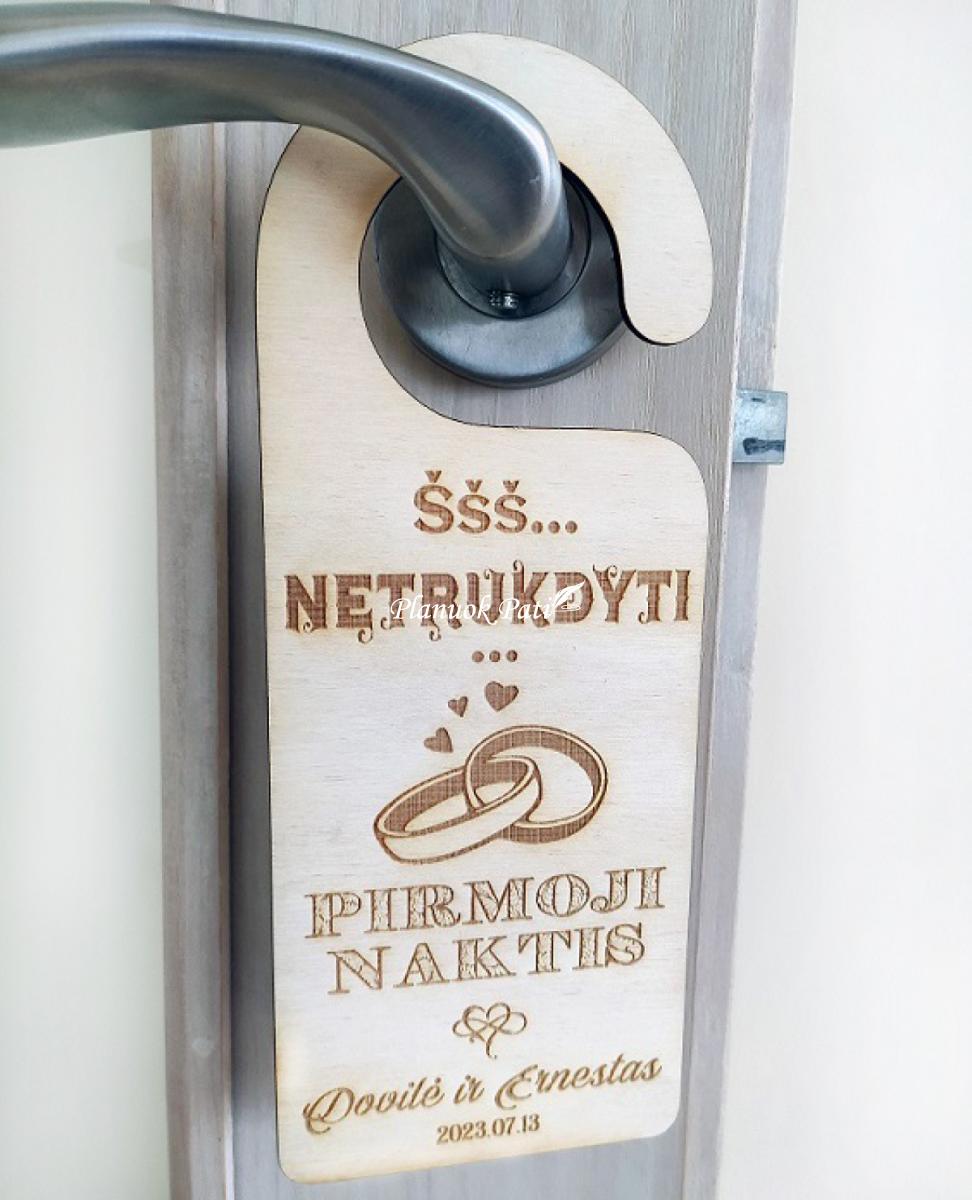 Ššš...
NETRUKDYTI
Planuok Pati
...
PIRMOJI
NAKTIS
Dovilė ir Ernestas
2023.07.13